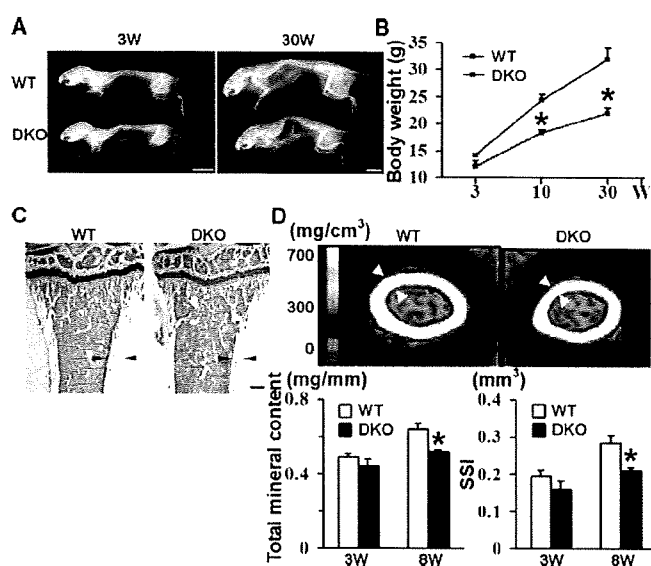 A
3W
30W
WT
DKO
B
Body weight (g)
35
30
25
20
15
10
WT
DKO
*
*
3
10
30
W
C
WT
DKO
D
(mg/cm³)
700
300
0
WT
DKO
(mg/mm)
Total mineral content
0.8
0.4
0
WT
DKO
*
3W
8W
(mm³)
SSI
0.4
0.3
0.2
0.1
0
WT
DKO
*
3W
8W